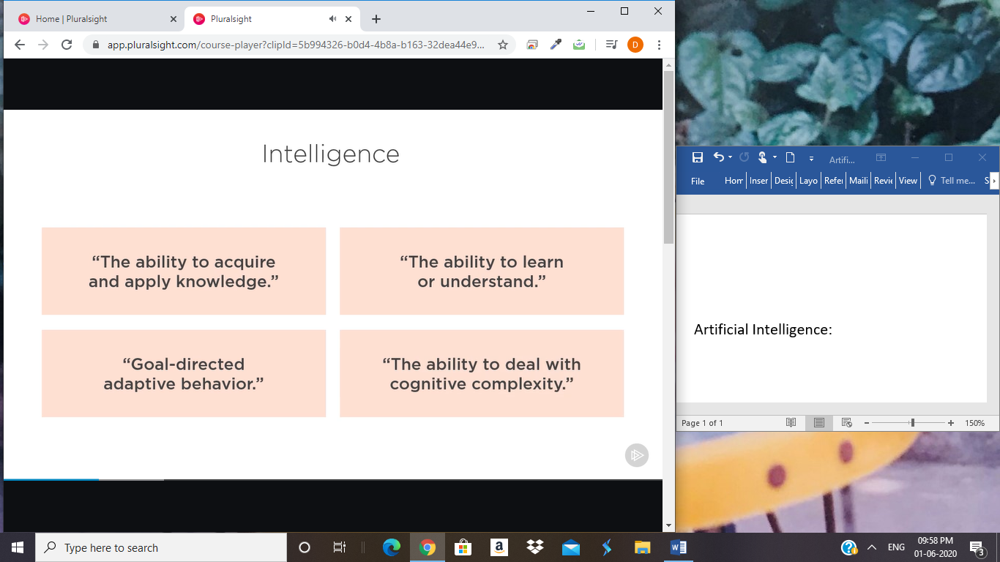 Home | Pluralsight
Pluralsight
app.pluralsight.com/course-player?clipId=5b994326-b0d4-4b8a-b163-32dea44e9...
D
Intelligence
“The ability to acquire
and apply knowledge.”
“The ability to learn
or understand.”
“Goal-directed
adaptive behavior.”
“The ability to deal with
cognitive complexity.”
Artifi...
File
Hom
Inser
Desig
Layo
Refer
Maili
Revie
View
Tell me...
S
Artificial Intelligence:
Page 1 of 1
150%
Type here to search
ENG
09:58 PM
01-06-2020
3